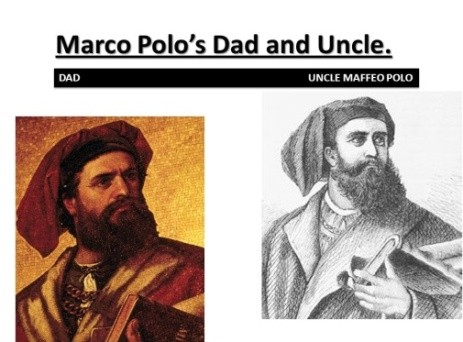 Marco Polo’s Dad and Uncle.
DAD UNCLE MAFFEO POLO